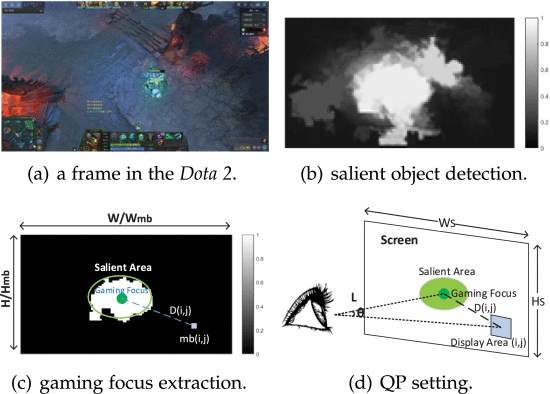 1
0.8
0.6
0.4
0.2
0
(a) a frame in the Dota 2.
(b) salient object detection.
W/Wmb
H/Hmb
Salient Area
Gaming Focus
D(i,j)
mb(i,j)
1
0.8
0.6
0.4
0.2
0
(c) gaming focus extraction.
Ws
Hs
Screen
Salient Area
Gaming Focus
D(i,j)
L
θ
Display Area (i,j)
(d) QP setting.